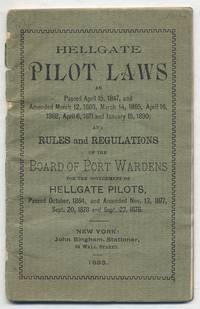 HELLGATE
PILOT LAWS
AS
Passed April 15, 1847, and
Amended March 12, 1860, March 14, 1865, April 16,
1868, April 6, 1871 and January 15, 1880;
AND
RULES and REGULATIONS
OF THE
BOARD OF PORT WARDENS
FOR THE GOVERNMENT OF
HELLGATE PILOTS,
Passed October, 1864, and Amended Nov. 13, 1877,
Sept. 20, 1878 and Sept. 27, 1878.
NEW YORK:
John Bingham, Stationer,
WALL STREET.
1883.